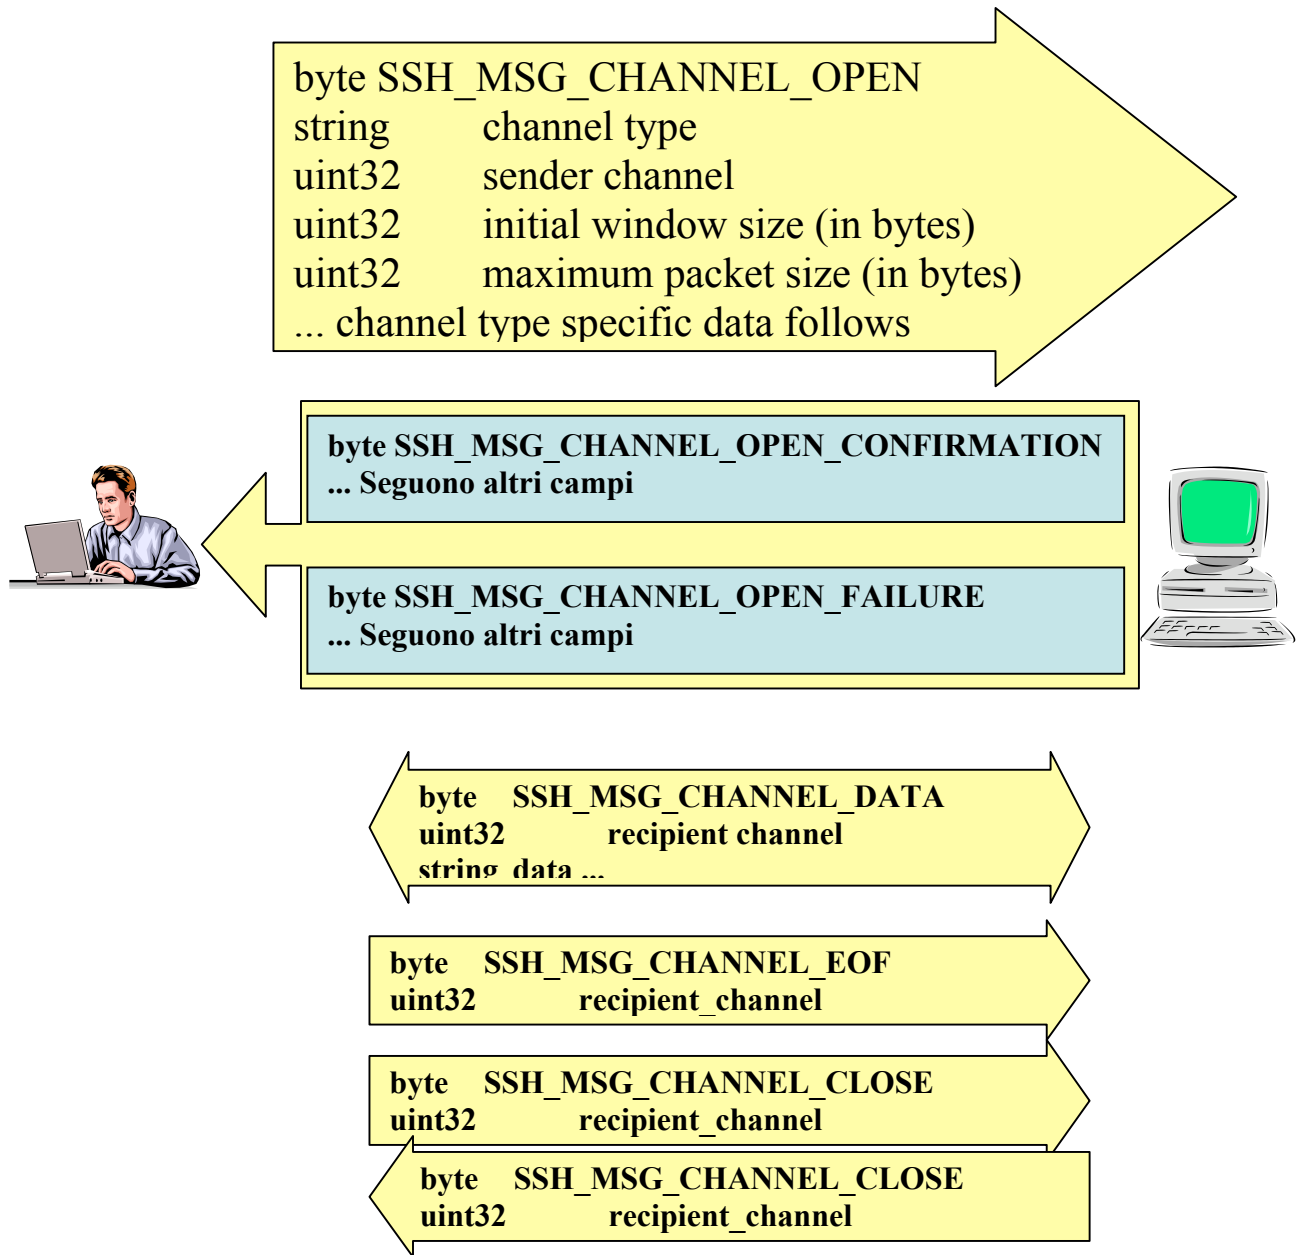 byte SSH_MSG_CHANNEL_OPEN
string channel type
uint32 sender channel
uint32 initial window size (in bytes)
uint32 maximum packet size (in bytes)
... channel type specific data follows
byte SSH_MSG_CHANNEL_OPEN_CONFIRMATION
... Seguono altri campi
byte SSH_MSG_CHANNEL_OPEN_FAILURE
... Seguono altri campi
byte SSH_MSG_CHANNEL_DATA
uint32 recipient channel
string data ...
byte SSH_MSG_CHANNEL_EOF
uint32 recipient_channel
byte SSH_MSG_CHANNEL_CLOSE
uint32 recipient_channel
byte SSH_MSG_CHANNEL_CLOSE
uint32 recipient_channel